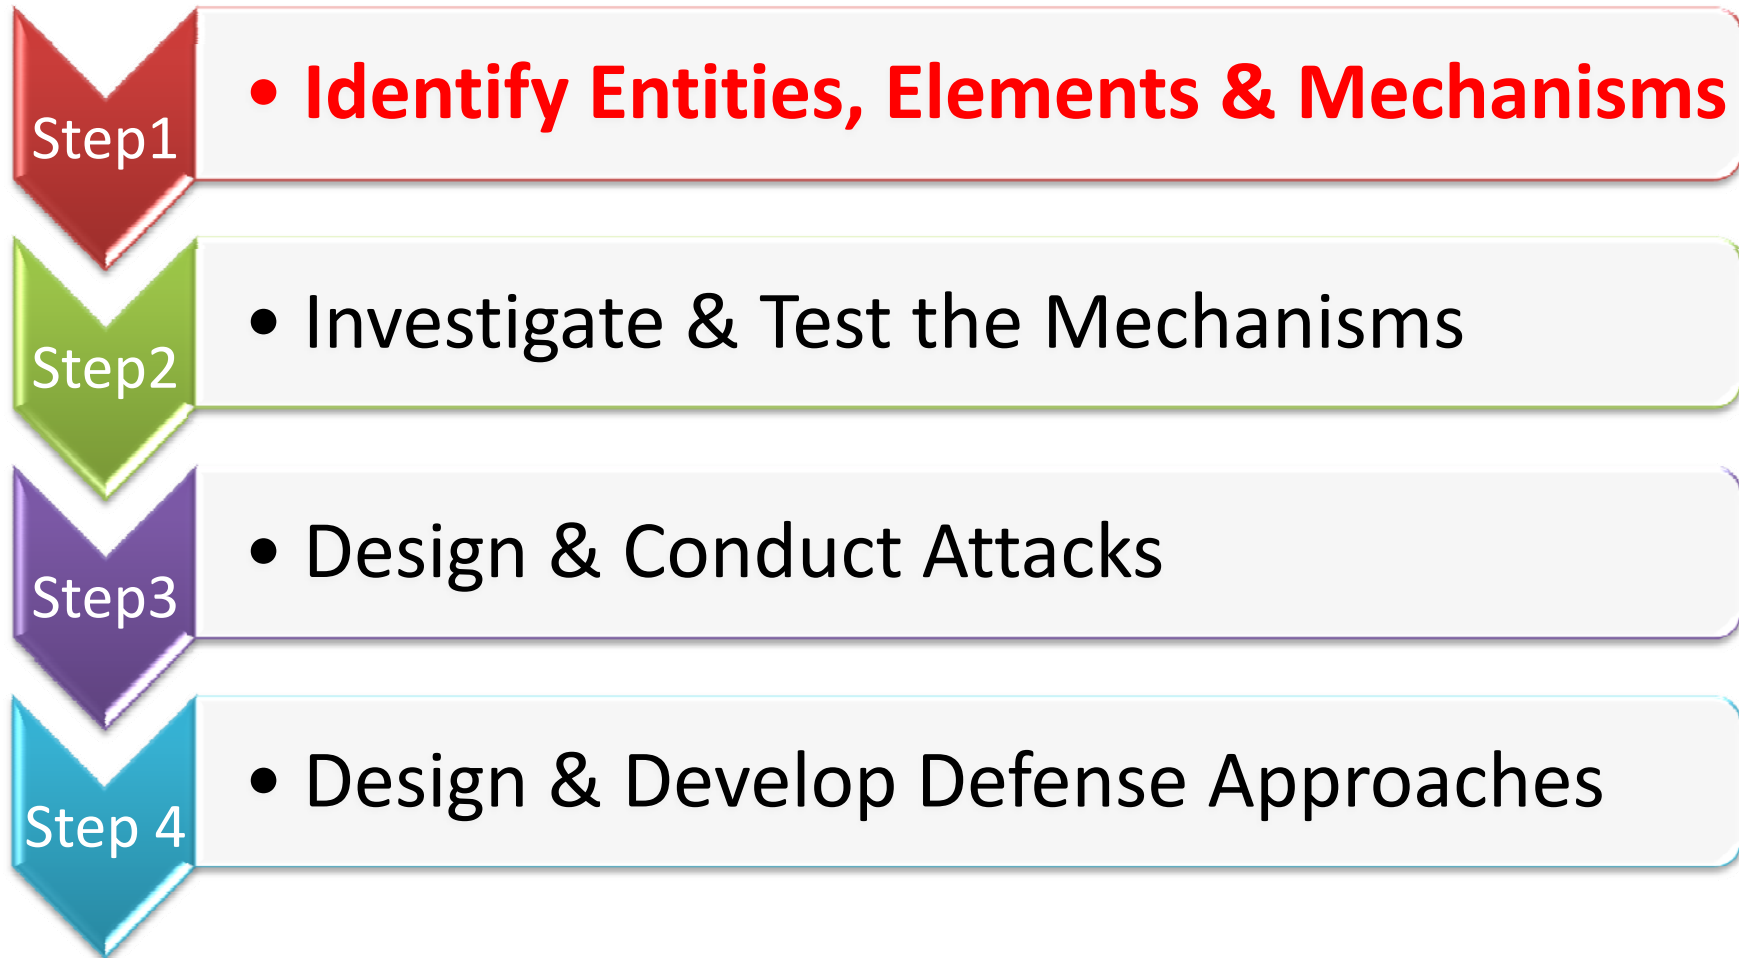 Step1
• Identify Entities, Elements & Mechanisms
Step2
• Investigate & Test the Mechanisms
Step3
• Design & Conduct Attacks
Step 4
• Design & Develop Defense Approaches